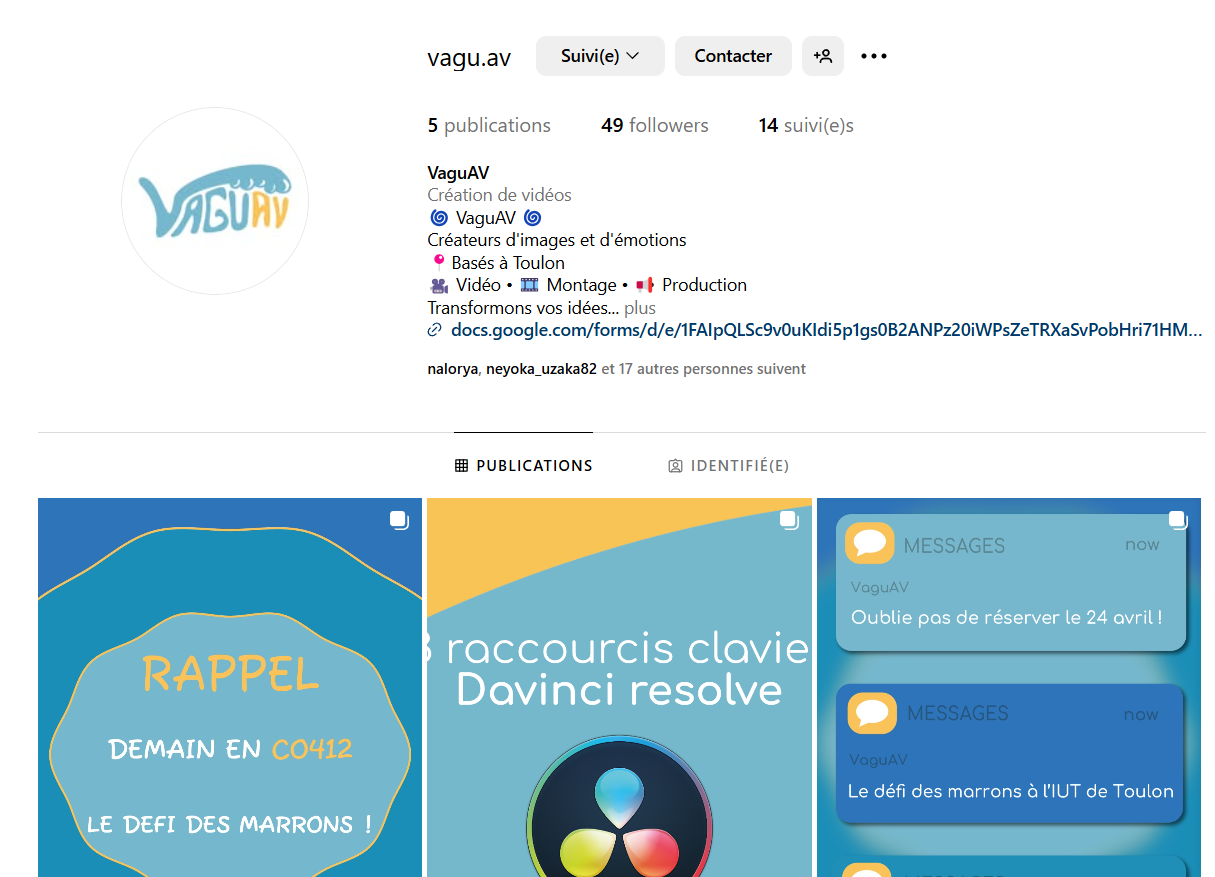 vagu.av Suivi(e) Contacter
5 publications 49 followers 14 suivi(e)s
VAGUAV
VaguAV
Création de vidéos
🌀 VaguAV 🌀
Créateurs d'images et d'émotions
📍Basés à Toulon
🎥 Vidéo • 🎞️ Montage • 📢 Production
Transformons vos idées... plus
docs.google.com/forms/d/e/1FAIpQLSc9v0uKIdi5p1gs0B2ANPz20iWPsZeTRXaSvPobHri71HM...
nalorya, neyoka_uzaka82 et 17 autres personnes suivent
PUBLICATIONS IDENTIFIÉ(E)
RAPPEL
DEMAIN EN CO412
LE DEFI DES MARRONS !
raccourcis clavie
Davinci resolve
MESSAGES now
VaguAV
Oublie pas de réserver le 24 avril !
MESSAGES now
VaguAV
Le défi des marrons à l'IUT de Toulon